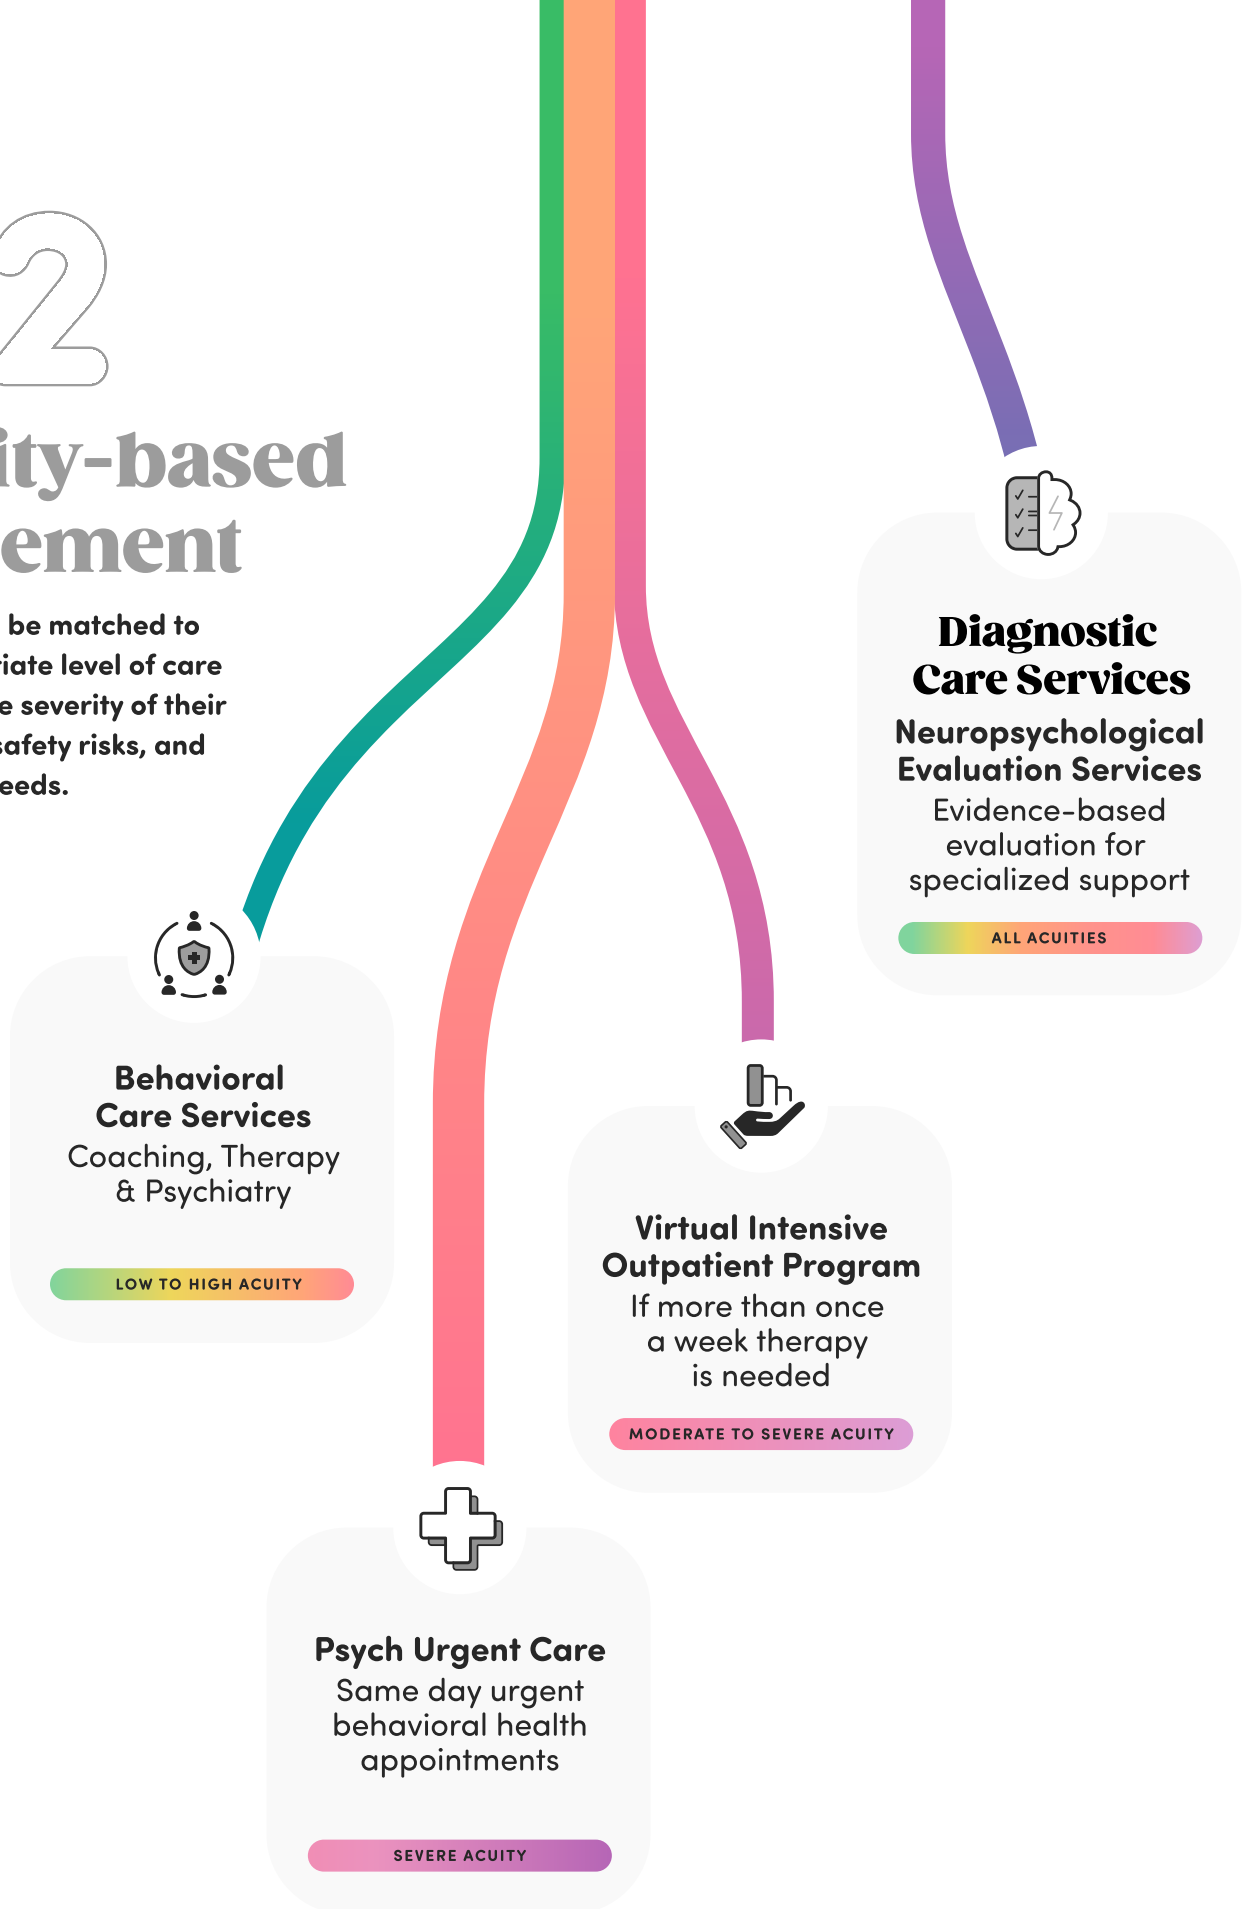 2
ity-based
ement
be matched to
iate level of care
e severity of their
safety risks, and
eeds.
Diagnostic
Care Services
Neuropsychological
Evaluation Services
Evidence-based
evaluation for
specialized support
ALL ACUITIES
Behavioral
Care Services
Coaching, Therapy
& Psychiatry
LOW TO HIGH ACUITY
Virtual Intensive
Outpatient Program
If more than once
a week therapy
is needed
MODERATE TO SEVERE ACUITY
Psych Urgent Care
Same day urgent
behavioral health
appointments
SEVERE ACUITY